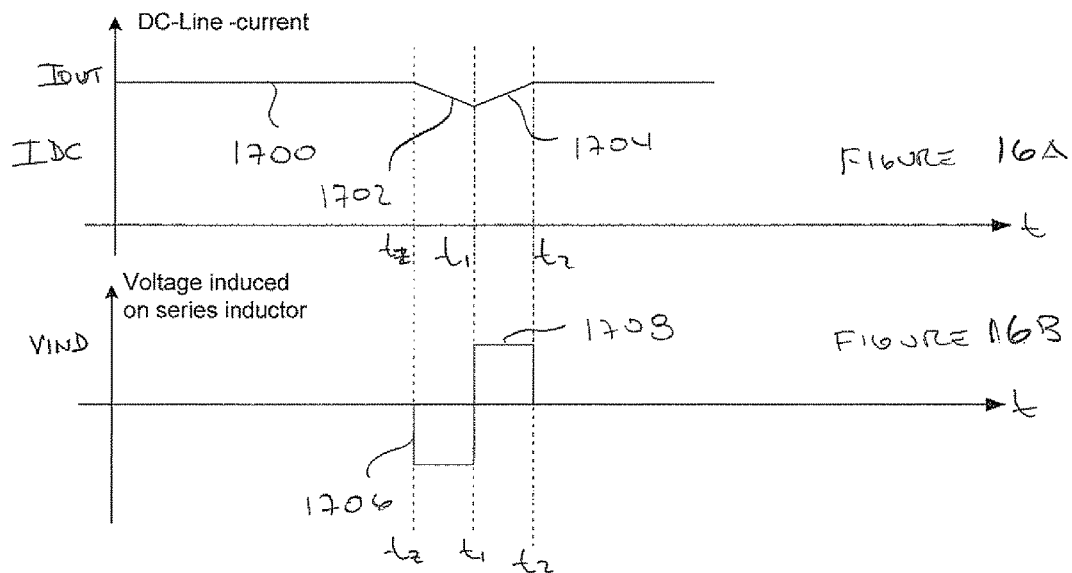 DC-Line -current
IOUT
1700
1704
IDC
1702
FIGURE 16A
tz t1 t2 t
Voltage induced
on series inductor
1708
VIND
FIGURE 16B
t
1706
tz t1 t2